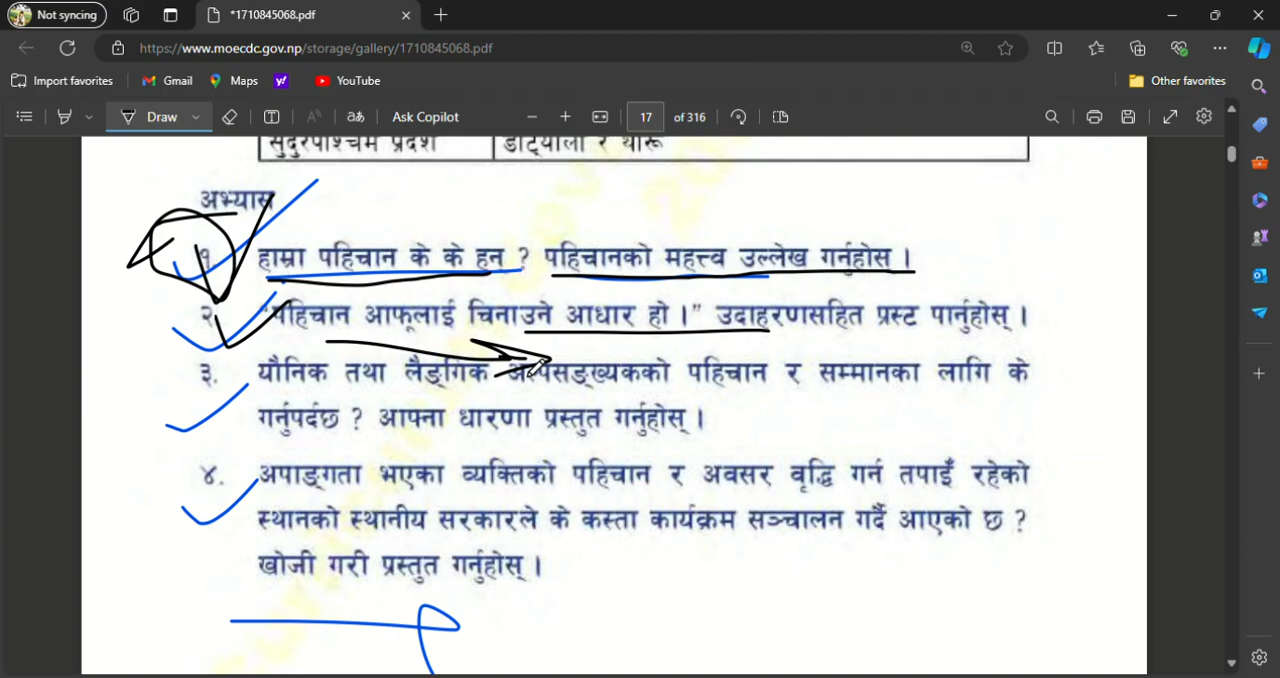 Not syncing
*1710845068.pdf
https://www.moecdc.gov.np/storage/gallery/1710845068.pdf
Import favorites Gmail Maps YouTube Other favorites
Draw Ask Copilot 17 of 316
सुदुरपश्चिम प्रदेश डोट्याली र थारू
अभ्यास
१. हाम्रा पहिचान के के हुन् ? पहिचानको महत्त्व उल्लेख गर्नुहोस् ।
२. "पहिचान आफूलाई चिनाउने आधार हो ।" उदाहरणसहित प्रस्ट पार्नुहोस् ।
३. यौनिक तथा लैङ्गिक अल्पसङ्ख्यकको पहिचान र सम्मानका लागि के
गर्नुपर्दछ ? आफ्ना धारणा प्रस्तुत गर्नुहोस् ।
४. अपाङ्गता भएका व्यक्तिको पहिचान र अवसर वृद्धि गर्न तपाईँ रहेको
स्थानको स्थानीय सरकारले के कस्ता कार्यक्रम सञ्चालन गर्दै आएको छ ?
खोजी गरी प्रस्तुत गर्नुहोस् ।